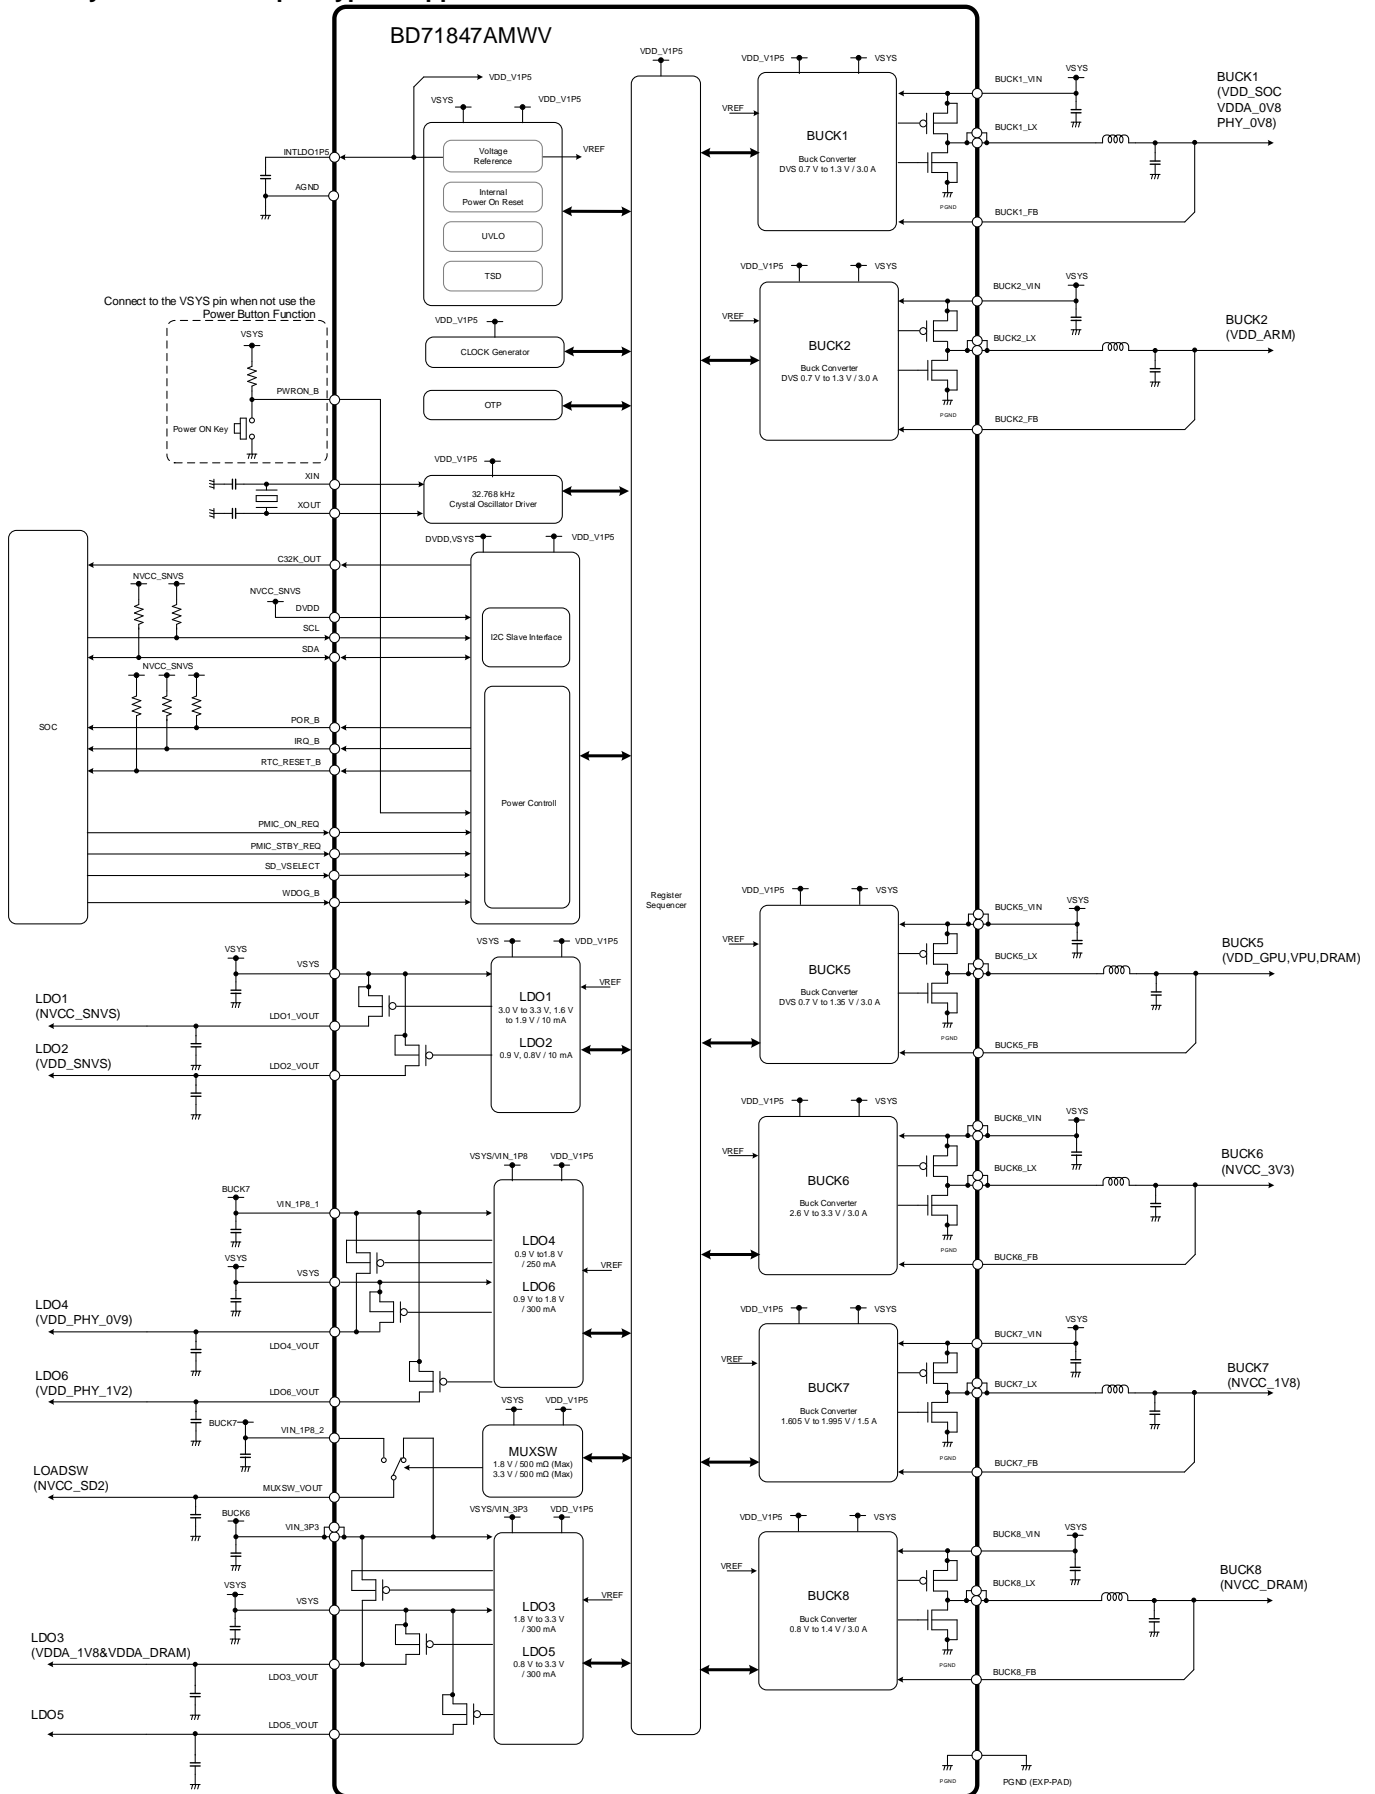 BD71847AMWV
VDD_V1P5
VSYS
VDD_V1P5
Voltage
Reference
VREF
Internal
Power On Reset
UVLO
TSD
INTLDO1P5
AGND
Connect to the VSYS pin when not use the
Power Button Function
VSYS
PWRON_B
Power ON Key
VDD_V1P5
CLOCK Generator
OTP
XIN
XOUT
VDD_V1P5
32.768 kHz
Crystal Oscillator Driver
SOC
DVDD,VSYS
VDD_V1P5
C32K_OUT
NVCC_SNVS
NVCC_SNVS
DVDD
SCL
SDA
I2C Slave Interface
NVCC_SNVS
POR_B
IRQ_B
RTC_RESET_B
Power Controll
PMIC_ON_REQ
PMIC_STBY_REQ
SD_VSELECT
WDOG_B
VSYS
VDD_V1P5
VSYS
VSYS
VREF
LDO1
(NVCC_SNVS)
LDO1_VOUT
LDO1
3.0 V to 3.3 V, 1.6 V
to 1.9 V / 10 mA
LDO2
0.9 V, 0.8V / 10 mA
LDO2
(VDD_SNVS)
LDO2_VOUT
VSYS/VIN_1P8
VDD_V1P5
BUCK7
VIN_1P8_1
LDO4
0.9 V to1.8 V
/ 250 mA
LDO6
0.9 V to 1.8 V
/ 300 mA
VREF
VSYS
VSYS
LDO4
(VDD_PHY_0V9)
LDO4_VOUT
LDO6
(VDD_PHY_1V2)
LDO6_VOUT
VSYS
VDD_V1P5
BUCK7
VIN_1P8_2
MUXSW
1.8 V / 500 mΩ (Max)
3.3 V / 500 mΩ (Max)
LOADSW
(NVCC_SD2)
MUXSW_VOUT
VSYS/VIN_3P3
VDD_V1P5
BUCK6
VIN_3P3
VSYS
VSYS
VREF
LDO3
1.8 V to 3.3 V
/ 300 mA
LDO5
0.8 V to 3.3 V
/ 300 mA
LDO3
(VDDA_1V8&VDDA_DRAM)
LDO3_VOUT
LDO5
LDO5_VOUT
VDD_V1P5
Register
Sequencer
VDD_V1P5
VSYS
VREF
BUCK1
Buck Converter
DVS 0.7 V to 1.3 V / 3.0 A
PGND
BUCK1_VIN
VSYS
BUCK1_LX
BUCK1_FB
BUCK1
(VDD_SOC
VDDA_0V8
PHY_0V8)
VDD_V1P5
VSYS
VREF
BUCK2
Buck Converter
DVS 0.7 V to 1.3 V / 3.0 A
PGND
BUCK2_VIN
VSYS
BUCK2_LX
BUCK2_FB
BUCK2
(VDD_ARM)
VDD_V1P5
VSYS
VREF
BUCK5
Buck Converter
DVS 0.7 V to 1.35 V / 3.0 A
PGND
BUCK5_VIN
VSYS
BUCK5_LX
BUCK5_FB
BUCK5
(VDD_GPU,VPU,DRAM)
VDD_V1P5
VSYS
VREF
BUCK6
Buck Converter
2.6 V to 3.3 V / 3.0 A
PGND
BUCK6_VIN
VSYS
BUCK6_LX
BUCK6_FB
BUCK6
(NVCC_3V3)
VDD_V1P5
VSYS
VREF
BUCK7
Buck Converter
1.605 V to 1.995 V / 1.5 A
PGND
BUCK7_VIN
VSYS
BUCK7_LX
BUCK7_FB
BUCK7
(NVCC_1V8)
VDD_V1P5
VSYS
VREF
BUCK8
Buck Converter
0.8 V to 1.4 V / 3.0 A
PGND
BUCK8_VIN
VSYS
BUCK8_LX
BUCK8_FB
BUCK8
(NVCC_DRAM)
PGND
PGND (EXP-PAD)